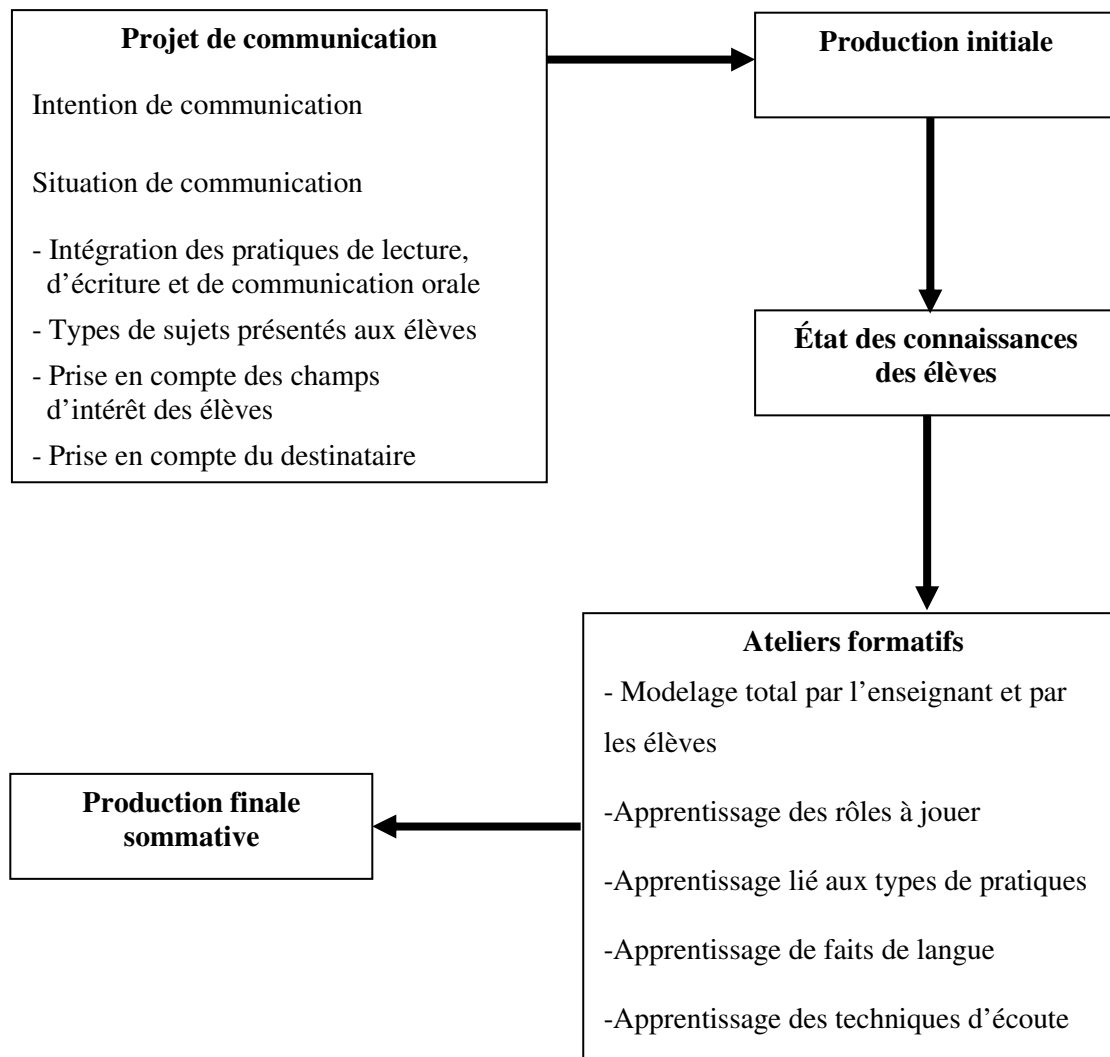 Projet de communication
Intention de communication
Situation de communication
- Intégration des pratiques de lecture,
d’écriture et de communication orale
- Types de sujets présentés aux élèves
- Prise en compte des champs
d’intérêt des élèves
- Prise en compte du destinataire
Production initiale
État des connaissances
des élèves
Ateliers formatifs
- Modelage total par l’enseignant et par
les élèves
-Apprentissage des rôles à jouer
-Apprentissage lié aux types de pratiques
-Apprentissage de faits de langue
-Apprentissage des techniques d’écoute
Production finale
sommative